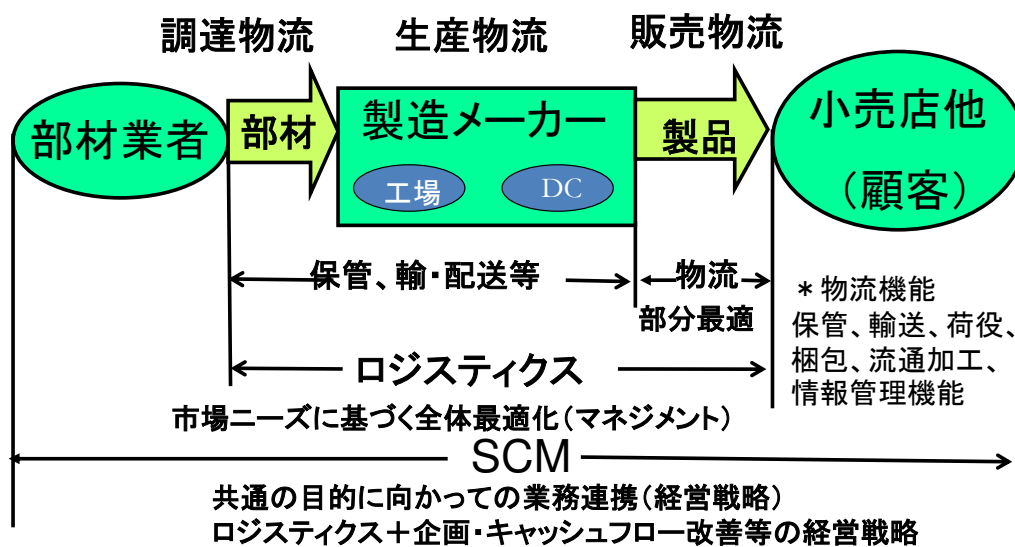 調達物流
生産物流
販売物流
部材業者
部材
製造メーカー
工場
DC
製品
小売店他
(顧客)
保管、輸・配送等
物流
部分最適
*物流機能
保管、輸送、荷役、
梱包、流通加工、
情報管理機能
ロジスティクス
市場ニーズに基づく全体最適化(マネジメント)
SCM
共通の目的に向かっての業務連携(経営戦略)
ロジスティクス+企画・キャッシュフロー改善等の経営戦略